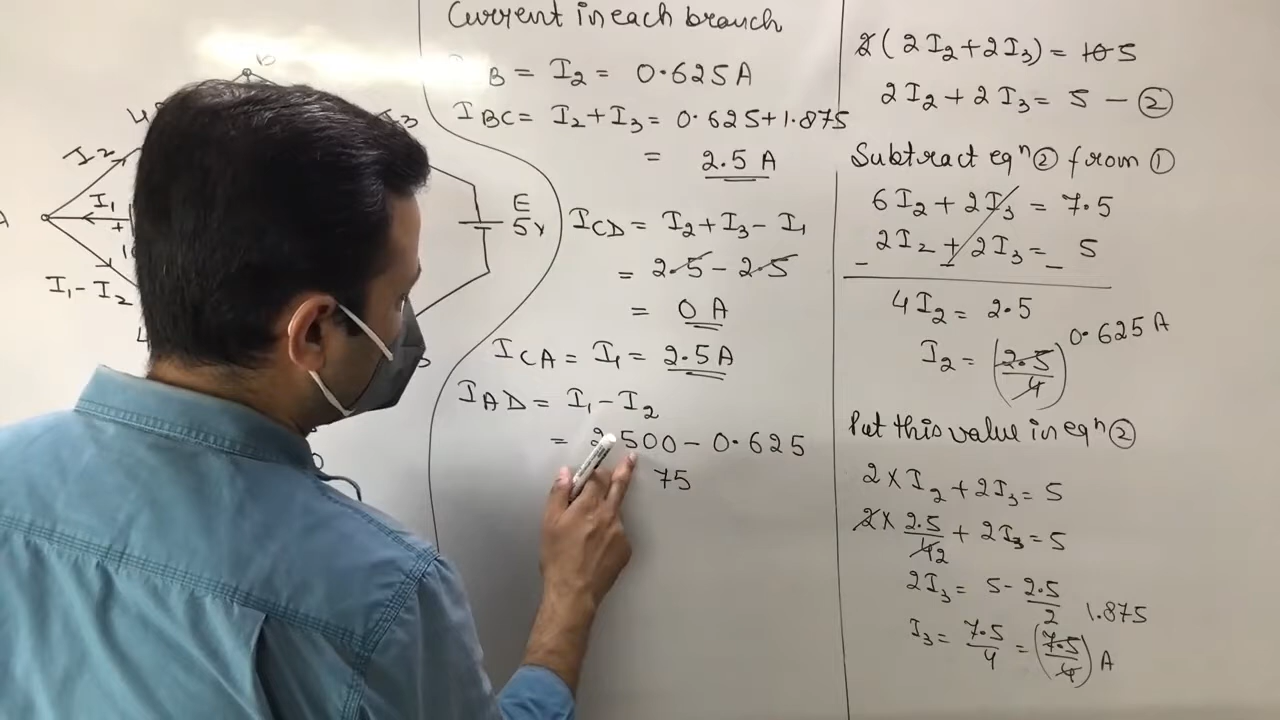 B
I₂
I₁
+
I₁ - I₂
A
E
5v
Current in each branch
B = I₂ = 0.625A
I_BC = I₂+I₃ = 0.625+1.875
= 2.5 A
I_CD = I₂+I₃-I₁
= 2.5 - 2.5
= 0 A
I_CA = I₁ = 2.5A
I_AD = I₁-I₂
= 2.500 - 0.625
75
2(2I₂+2I₃) = 10 5
2I₂+2I₃ = 5 - ②
Subtract eqⁿ② from ①
6I₂ + 2I₃ = 7.5
2I₂ + 2I₃ = 5
- - -
4I₂ = 2.5
I₂ = (2.5/4) 0.625 A
Put this value in eqⁿ②
2×I₂+2I₃ = 5
2×2.5/4 2 + 2I₃ = 5
2I₃ = 5 - 2.5/2
I₃ = 7.5/4 = (7.5/4) A 1.875